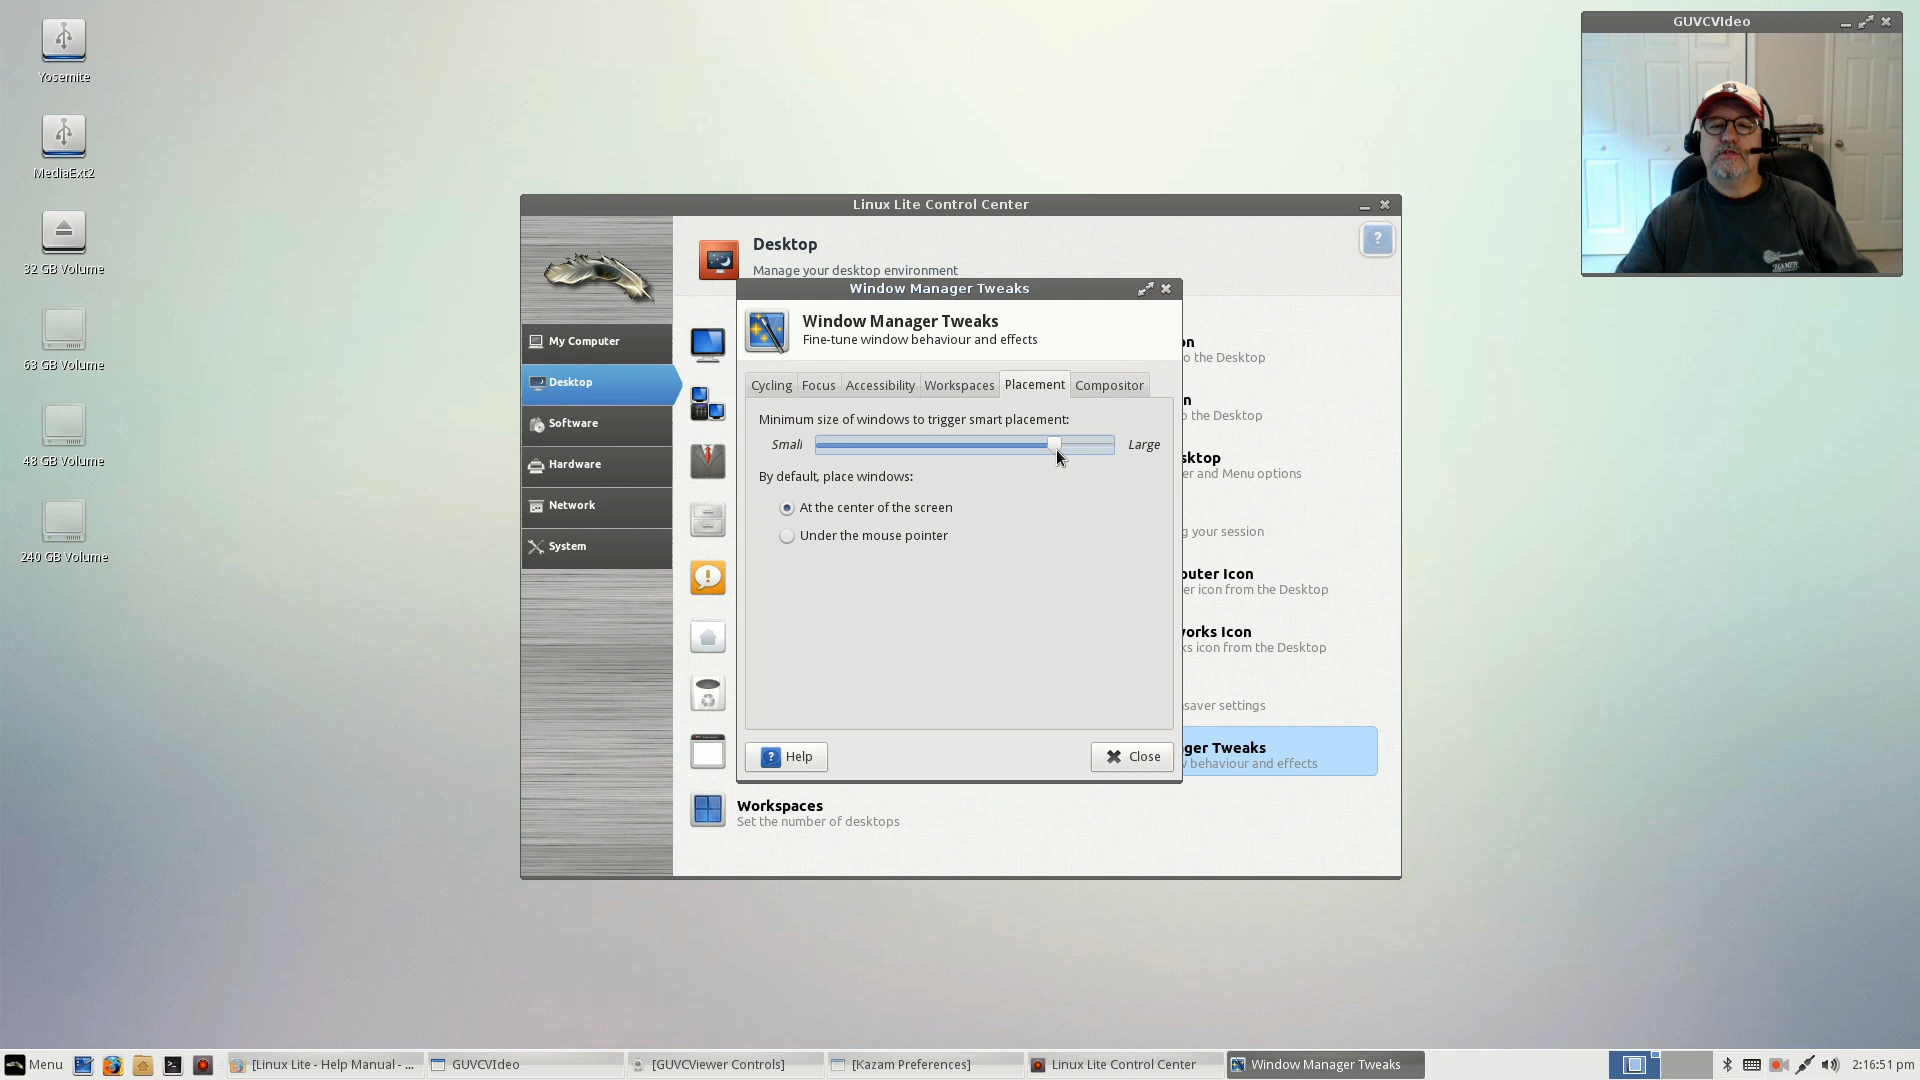 GUVCVIdeo
Yosemite
MediaExt2
32 GB Volume
63 GB Volume
48 GB Volume
240 GB Volume
HAMER
Linux Lite Control Center
Desktop
Manage your desktop environment
My Computer
Desktop
Software
Hardware
Network
System
Window Manager Tweaks
Window Manager Tweaks
Fine-tune window behaviour and effects
Cycling
Focus
Accessibility
Workspaces
Placement
Compositor
Minimum size of windows to trigger smart placement:
Small
Large
By default, place windows:
At the center of the screen
Under the mouse pointer
Help
Close
on
o the Desktop
n
o the Desktop
sktop
er and Menu options
g your session
outer Icon
er icon from the Desktop
orks Icon
ks icon from the Desktop
saver settings
ger Tweaks
behaviour and effects
Workspaces
Set the number of desktops
Menu
[Linux Lite - Help Manual - ...
GUVCVIdeo
[GUVCViewer Controls]
[Kazam Preferences]
Linux Lite Control Center
Window Manager Tweaks
2:16:51 pm